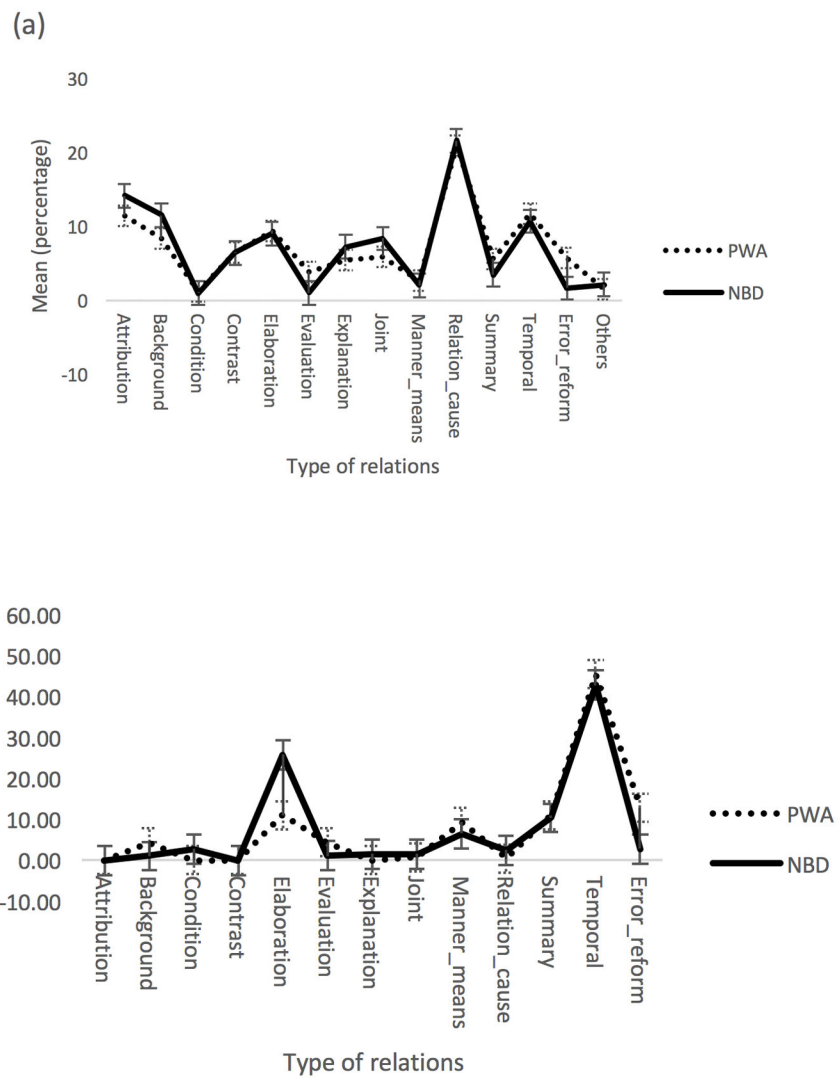 (a)
30
20
10
0
-10
Mean (percentage)
Attribution
Background
Condition
Contrast
Elaboration
Evaluation
Explanation
Joint
Manner_means
Relation_cause
Summary
Temporal
Error_reform
Others
Type of relations
PWA
NBD
60.00
50.00
40.00
30.00
20.00
10.00
0.00
-10.00
Attribution
Background
Condition
Contrast
Elaboration
Evaluation
Explanation
Joint
Manner_means
Relation_cause
Summary
Temporal
Error_reform
Type of relations
PWA
NBD